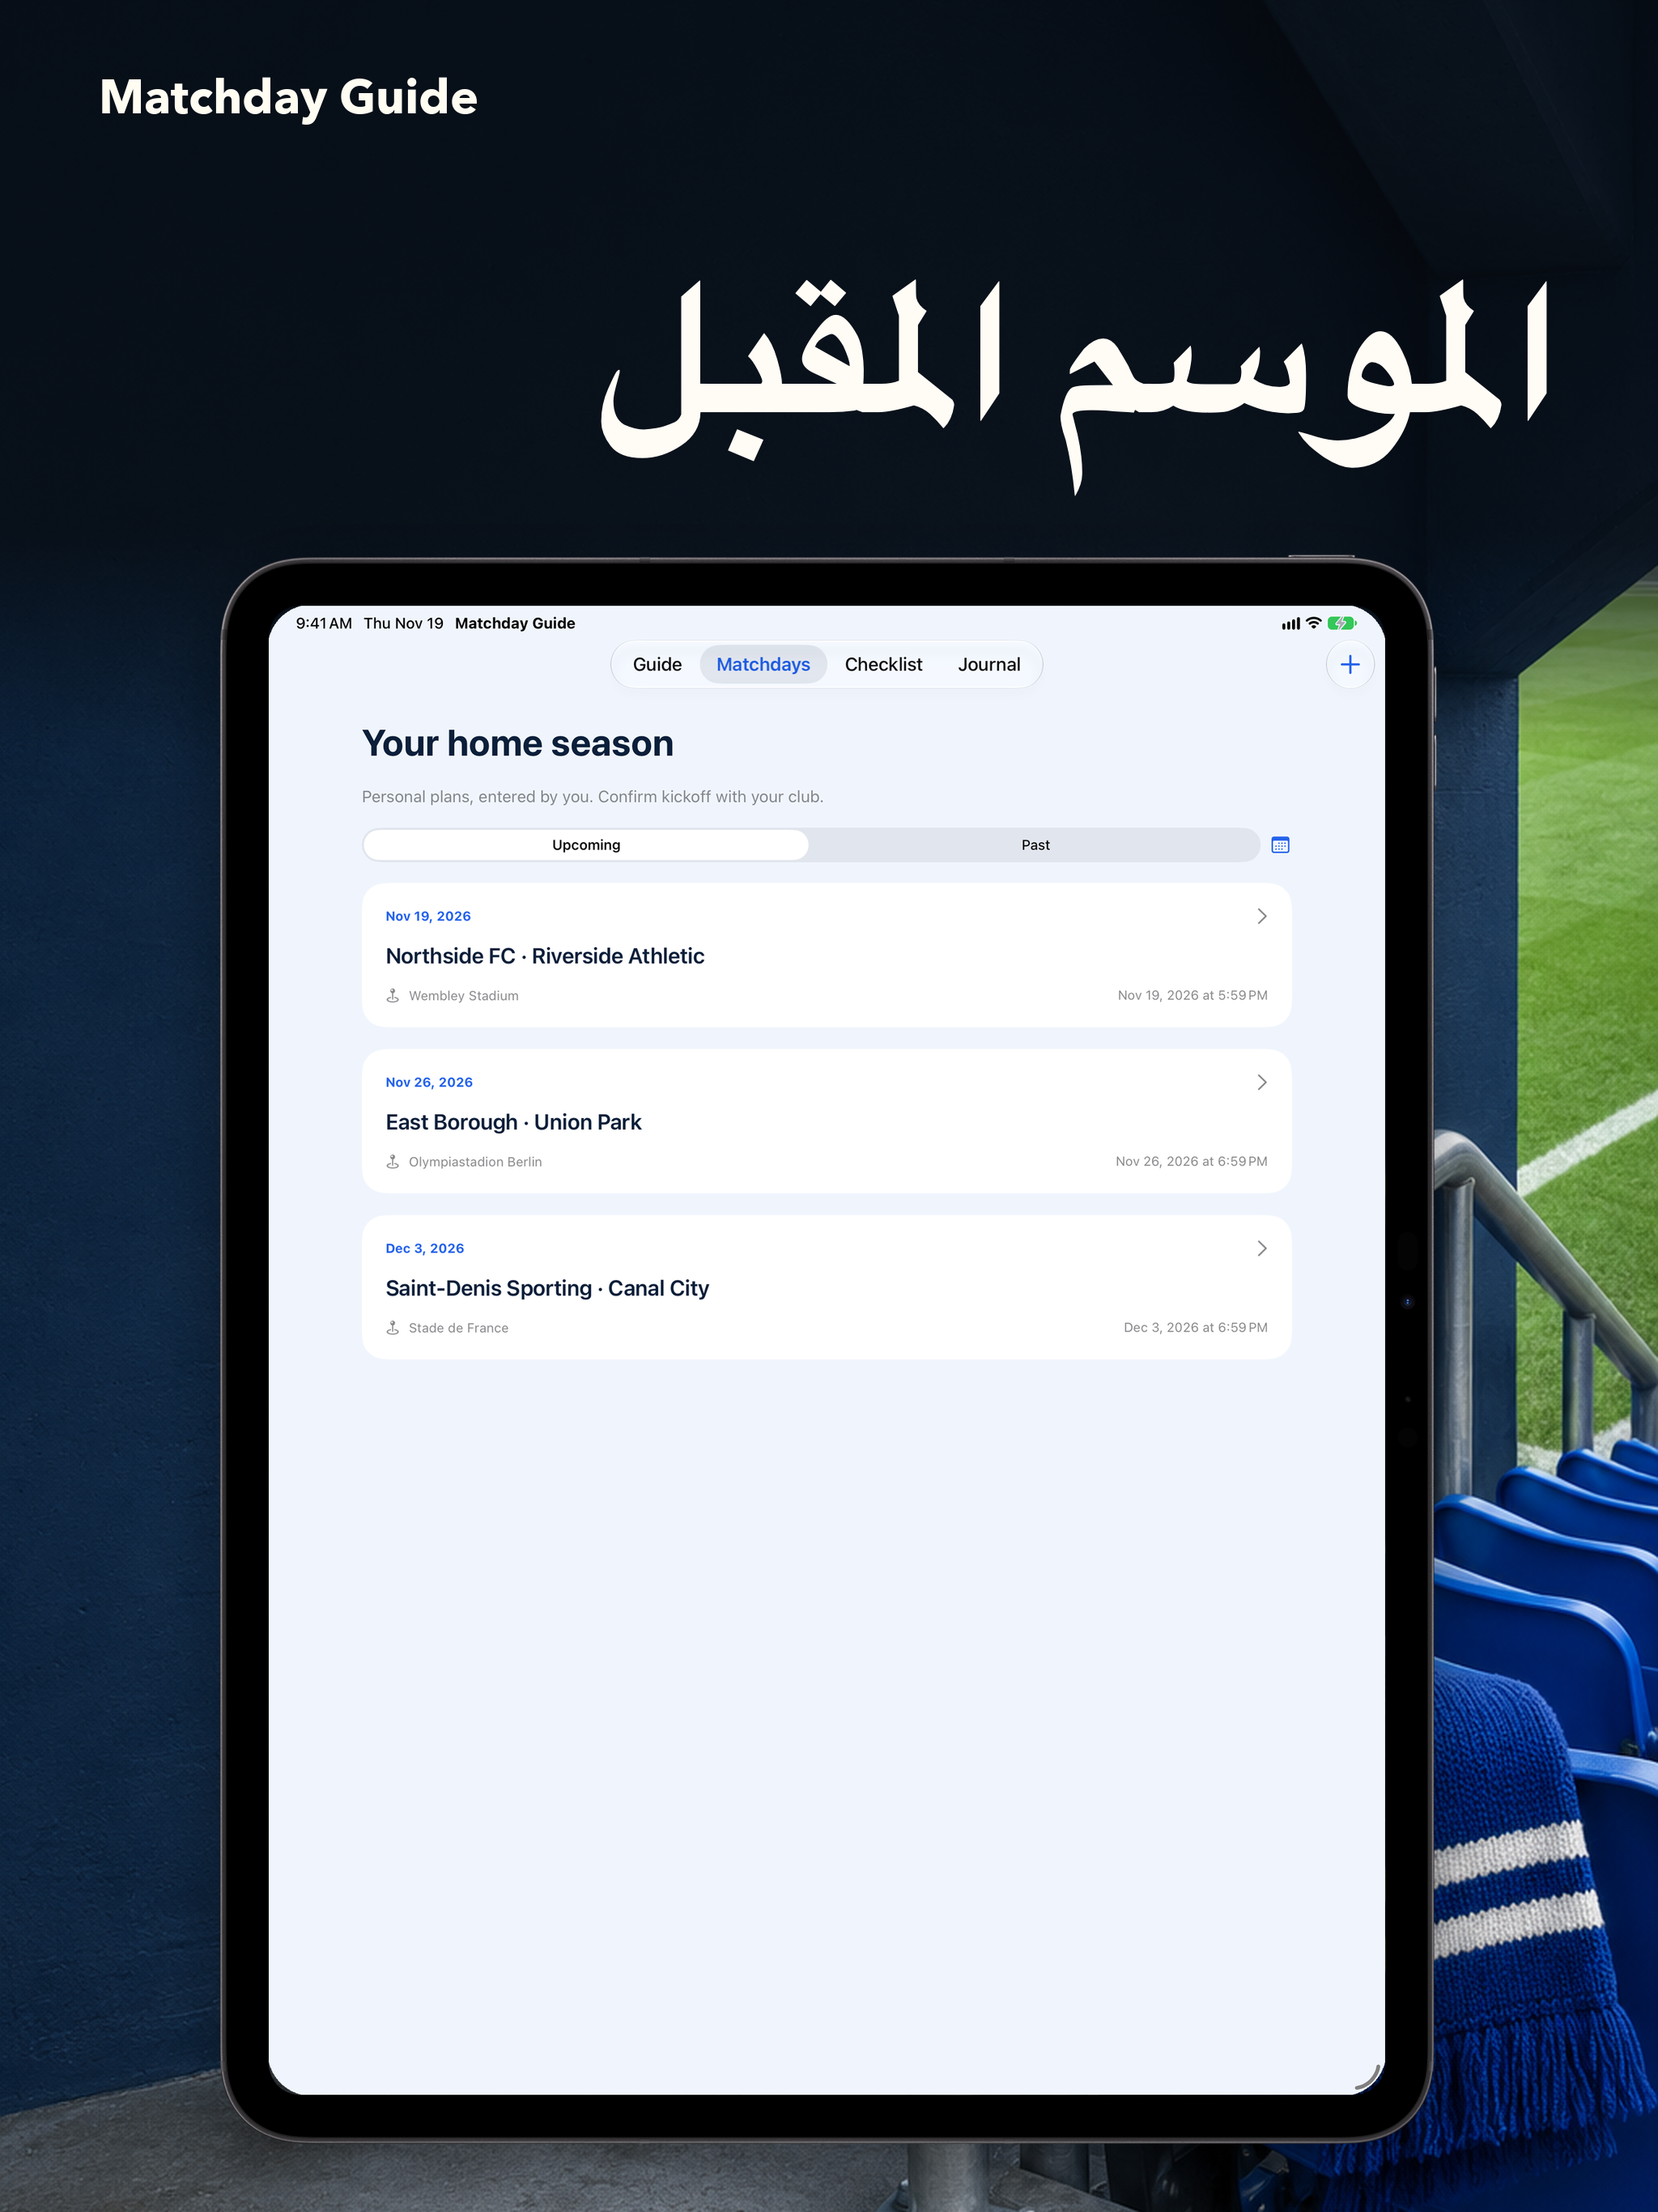 Matchday Guide
الموسم المقبل
9:41 AM Thu Nov 19 Matchday Guide
Guide Matchdays Checklist Journal
Your home season
Personal plans, entered by you. Confirm kickoff with your club.
Upcoming Past
Nov 19, 2026
Northside FC · Riverside Athletic
Wembley Stadium Nov 19, 2026 at 5:59 PM
Nov 26, 2026
East Borough · Union Park
Olympiastadion Berlin Nov 26, 2026 at 6:59 PM
Dec 3, 2026
Saint-Denis Sporting · Canal City
Stade de France Dec 3, 2026 at 6:59 PM